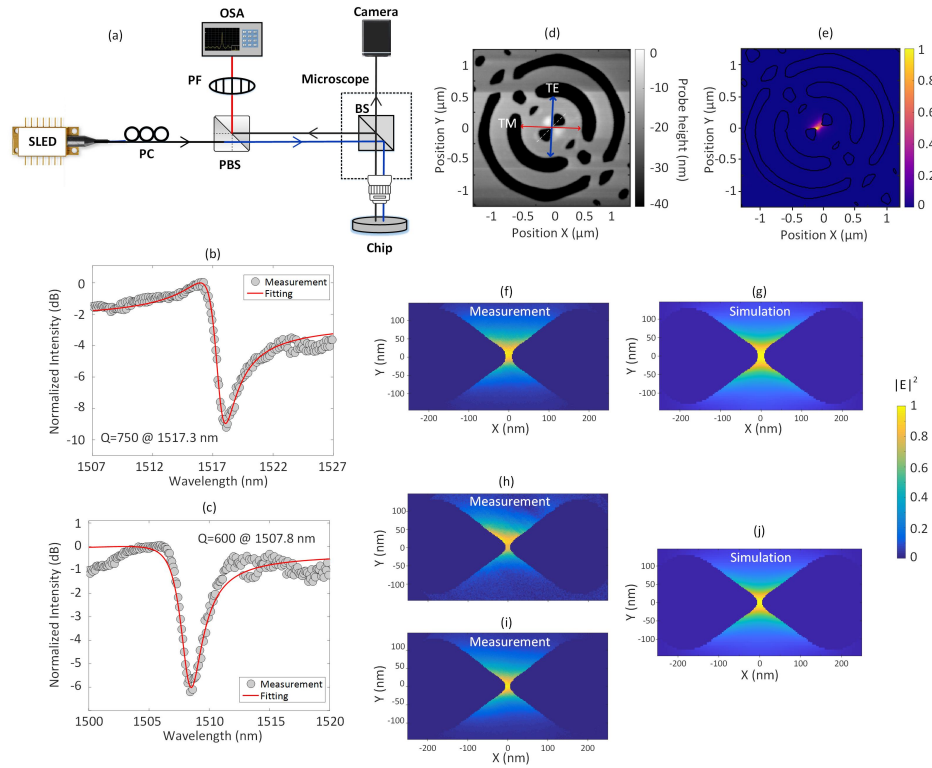 (a)
OSA
Camera
PF
Microscope
BS
SLED
PC
PBS
Chip
(d)
Position Y (µm)
1
0.5
0
-0.5
-1
TE
TM
-1
-0.5
0
0.5
1
Position X (µm)
0
-10
-20
-30
-40
Probe height (nm)
(e)
Position Y (µm)
1
0.5
0
-0.5
-1
-1
-0.5
0
0.5
1
Position X (µm)
1
0.8
0.6
0.4
0.2
0
(b)
Normalized Intensity (dB)
0
-2
-4
-6
-8
-10
Measurement
Fitting
Q=750 @ 1517.3 nm
1507
1512
1517
1522
1527
Wavelength (nm)
(c)
Normalized Intensity (dB)
1
0
-1
-2
-3
-4
-5
-6
Q=600 @ 1507.8 nm
Measurement
Fitting
1500
1505
1510
1515
1520
Wavelength (nm)
(f)
Measurement
Y (nm)
100
50
0
-50
-100
-200
-100
0
100
200
X (nm)
(g)
Simulation
Y (nm)
100
50
0
-50
-100
-200
-100
0
100
200
X (nm)
|E|²
1
0.8
0.6
0.4
0.2
0
(h)
Measurement
Y (nm)
100
50
0
-50
-100
(i)
Measurement
Y (nm)
100
50
0
-50
-100
-200
-100
0
100
200
X (nm)
(j)
Simulation
Y (nm)
100
50
0
-50
-100
-200
-100
0
100
200
X (nm)